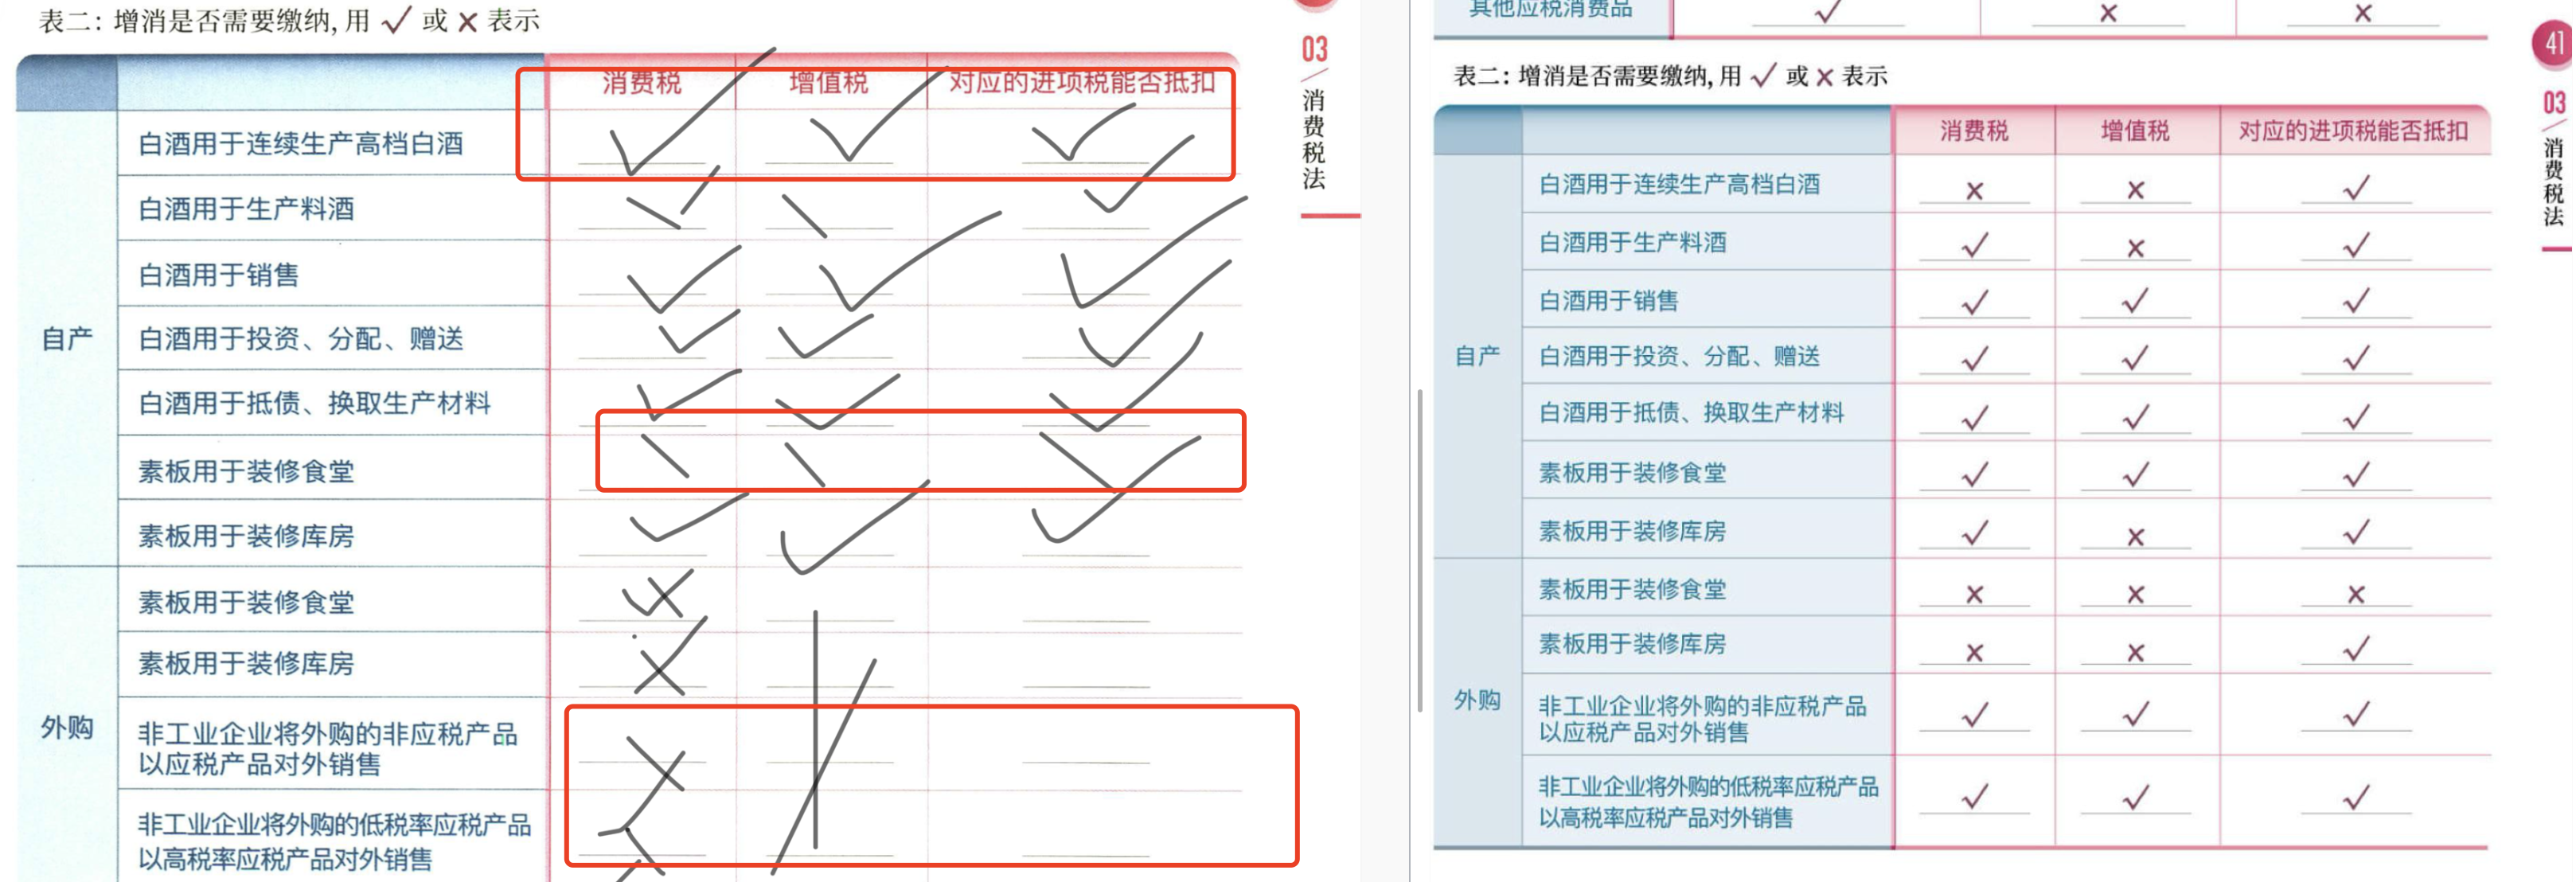 表二：增消是否需要缴纳，用 ✓ 或 × 表示
消费税 增值税 对应的进项税能否抵扣
自产
白酒用于连续生产高档白酒 ✓ ✓ ✓
白酒用于生产料酒
白酒用于销售 ✓ ✓ ✓
白酒用于投资、分配、赠送 ✓ ✓ ✓
白酒用于抵债、换取生产材料 ✓ ✓ ✓
素板用于装修食堂
素板用于装修库房 ✓ ✓ ✓
外购
素板用于装修食堂
素板用于装修库房 ×
非工业企业将外购的非应税产品
以应税产品对外销售 ×
非工业企业将外购的低税率应税产品
以高税率应税产品对外销售
03
消费税法
其他应税消费品 ✓ × ×
表二：增消是否需要缴纳，用 ✓ 或 × 表示
消费税 增值税 对应的进项税能否抵扣
自产
白酒用于连续生产高档白酒 × × ✓
白酒用于生产料酒 ✓ × ✓
白酒用于销售 ✓ ✓ ✓
白酒用于投资、分配、赠送 ✓ ✓ ✓
白酒用于抵债、换取生产材料 ✓ ✓ ✓
素板用于装修食堂 ✓ ✓ ✓
素板用于装修库房 ✓ × ✓
外购
素板用于装修食堂 × × ×
素板用于装修库房 × × ✓
非工业企业将外购的非应税产品
以应税产品对外销售 ✓ ✓ ✓
非工业企业将外购的低税率应税产品
以高税率应税产品对外销售 ✓ ✓ ✓
41
03
消费税法